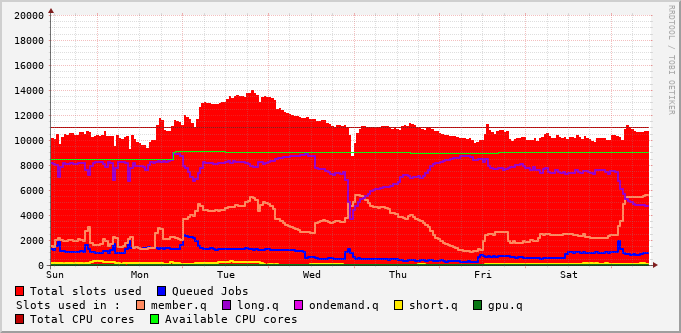 20000
18000
16000
14000
12000
10000
8000
6000
4000
2000
0
Sun Mon Tue Wed Thu Fri Sat
Total slots used Queued Jobs
Slots used in : member.q long.q ondemand.q short.q gpu.q
Total CPU cores Available CPU cores
RRDTOOL / TOBI OETIKER